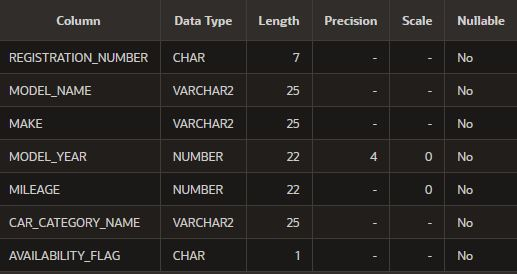 Column Data Type Length Precision Scale Nullable
REGISTRATION_NUMBER CHAR 7 - - No
MODEL_NAME VARCHAR2 25 - - No
MAKE VARCHAR2 25 - - No
MODEL_YEAR NUMBER 22 4 0 No
MILEAGE NUMBER 22 - 0 No
CAR_CATEGORY_NAME VARCHAR2 25 - - No
AVAILABILITY_FLAG CHAR 1 - - No